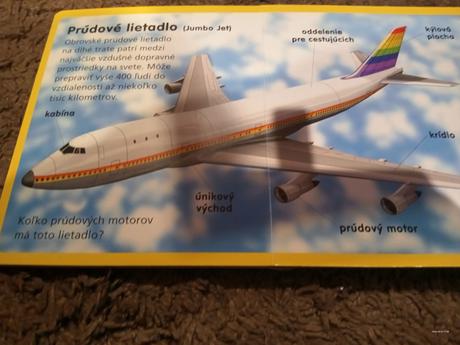 Prúdové lietadlo (Jumbo Jet)
Obrovské prúdové lietadlo
na dlhé trate patrí medzi
najväčšie vzdušné dopravné
prostriedky na svete. Môže
prepraviť vyše 400 ľudí do
vzdialenosti až niekoľko
tisíc kilometrov.
oddelenie
pre cestujúcich
kýlová
plocha
kabína
krídlo
únikový
východ
prúdový motor
Koľko prúdových motorov
má toto lietadlo?